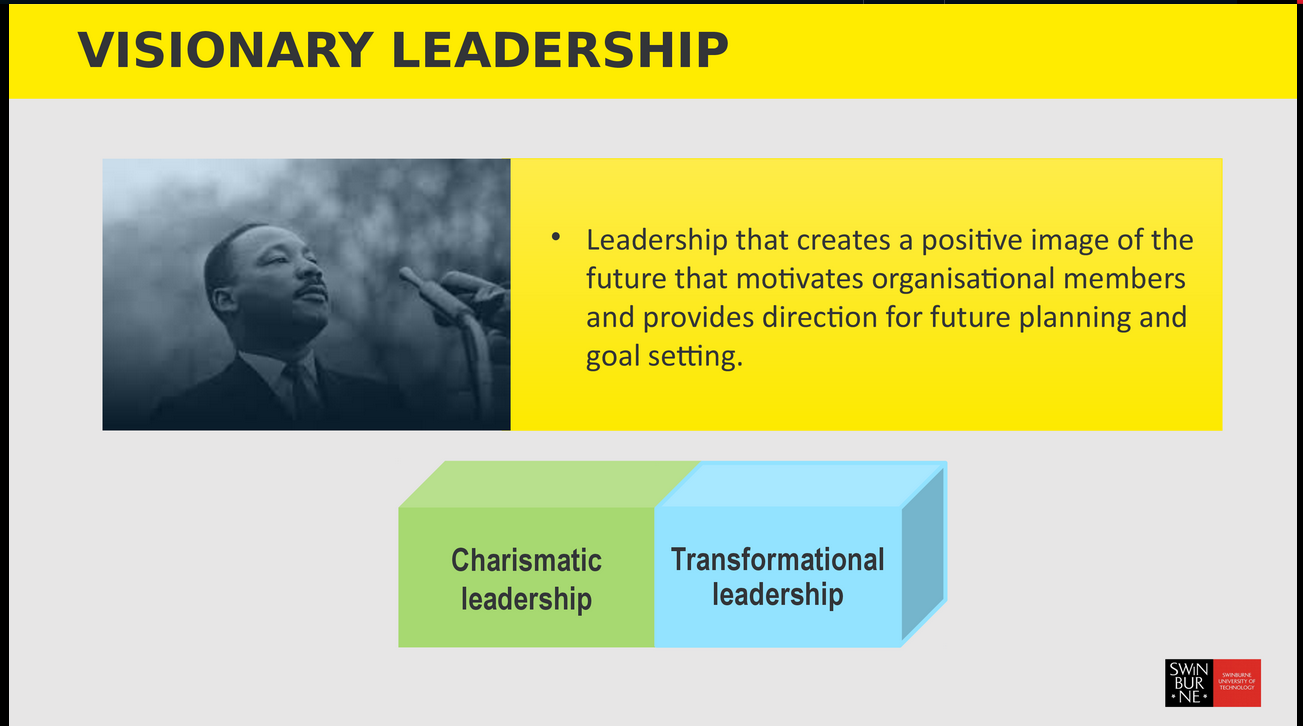 VISIONARY LEADERSHIP
• Leadership that creates a positive image of the
future that motivates organisational members
and provides direction for future planning and
goal setting.
Charismatic
leadership
Transformational
leadership
SWIN
BUR
* NE *
SWINBURNE
UNIVERSITY OF
TECHNOLOGY